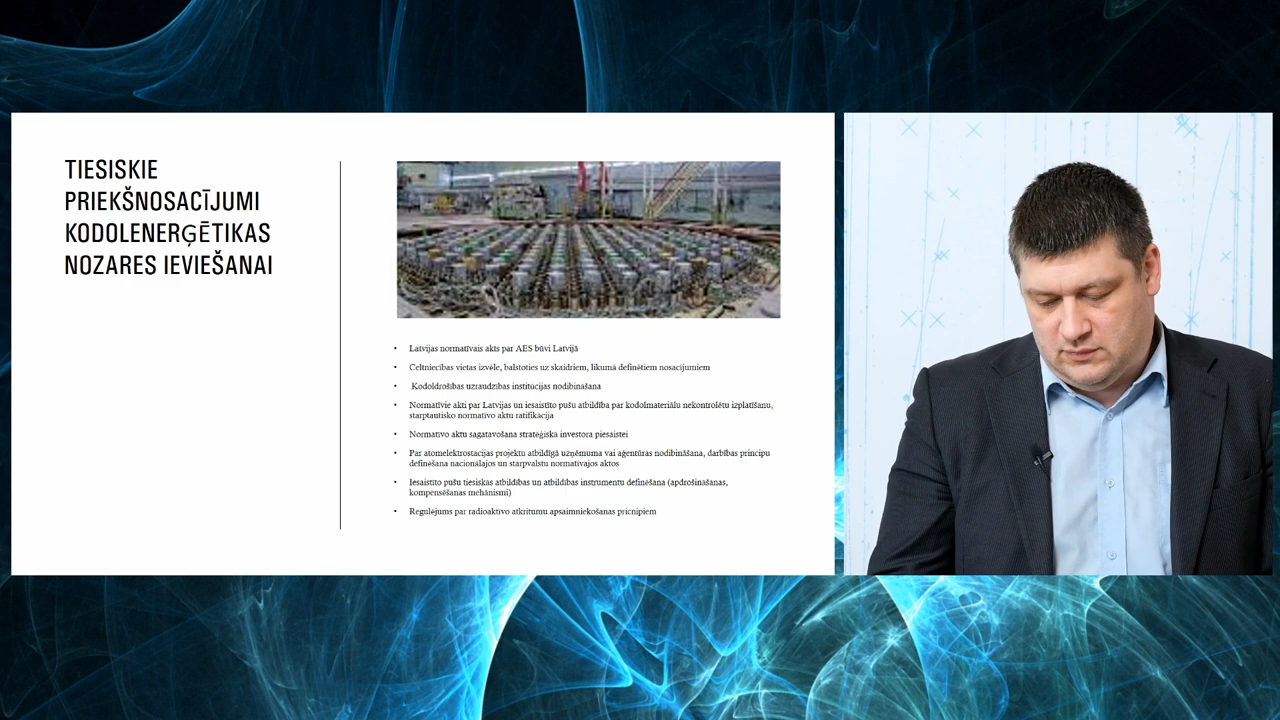 TIESISKIE
PRIEKŠNOSACĪJUMI
KODOLENERĢĒTIKAS
NOZARES IEVIEŠANAI
• Latvijas normatīvais akts par AES būvi Latvijā
• Celtniecības vietas izvēle, balstoties uz skaidriem, likumā definētiem nosacījumiem
• Kodoldrošības uzraudzības institūcijas nodibināšana
• Normatīvie akti par Latvijas un iesaistīto pušu atbildība par kodolmateriālu nekontrolētu izplatīšanu,
starptautisko normatīvo aktu ratifikācija
• Normatīvo aktu sagatavošana stratēģiskā investora piesaistei
• Par atomelektrostacijas projektu atbildīgā uzņēmuma vai aģentūras nodibināšana, darbības principu
definēšana nacionālajos un starpvalstu normatīvajos aktos
• Iesaistīto pušu tiesiskās atbildības un atbildības instrumentu definēšana (apdrošināšanas,
kompensēšanas mehānismi)
• Regulējums par radioaktīvo atkritumu apsaimniekošanas pricnipiem